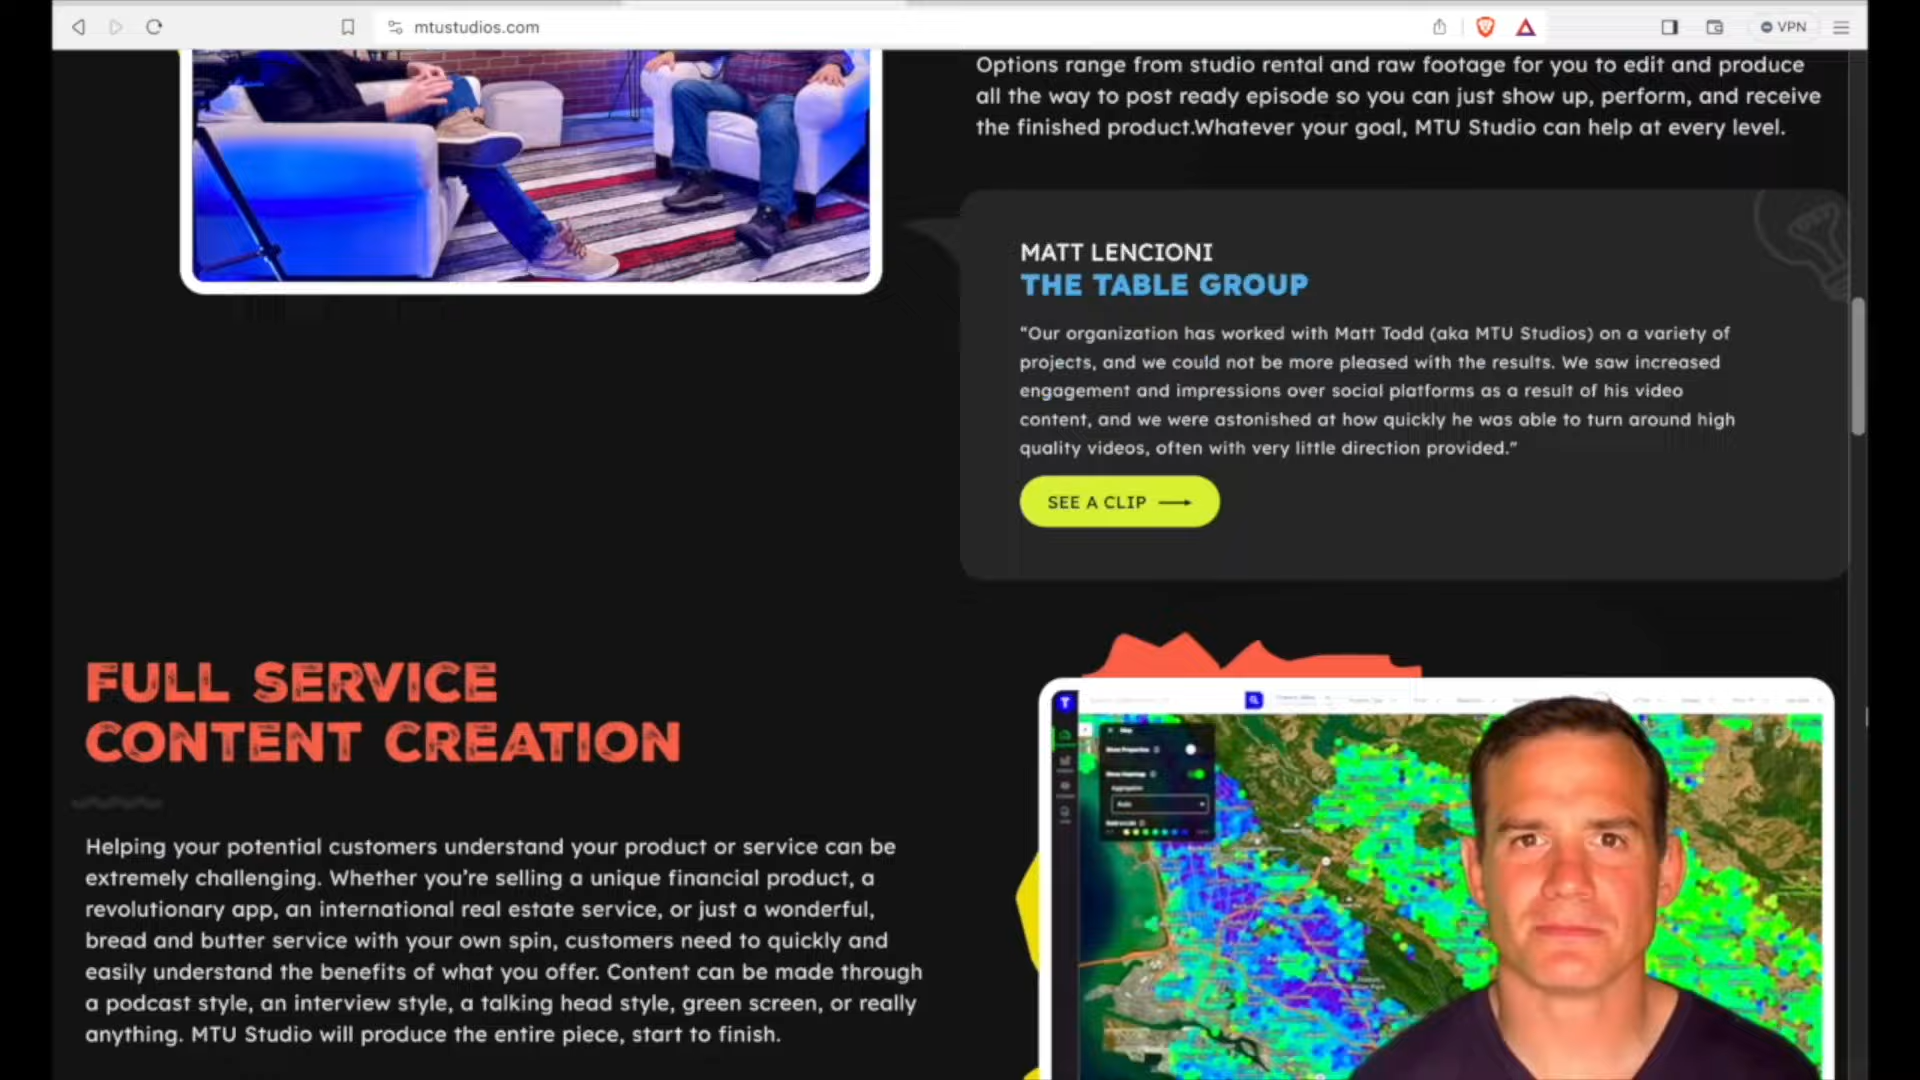 mtustudios.com
VPN
Options range from studio rental and raw footage for you to edit and produce
all the way to post ready episode so you can just show up, perform, and receive
the finished product.Whatever your goal, MTU Studio can help at every level.
MATT LENCIONI
THE TABLE GROUP
“Our organization has worked with Matt Todd (aka MTU Studios) on a variety of
projects, and we could not be more pleased with the results. We saw increased
engagement and impressions over social platforms as a result of his video
content, and we were astonished at how quickly he was able to turn around high
quality videos, often with very little direction provided.”
SEE A CLIP
FULL SERVICE
CONTENT CREATION
Helping your potential customers understand your product or service can be
extremely challenging. Whether you’re selling a unique financial product, a
revolutionary app, an international real estate service, or just a wonderful,
bread and butter service with your own spin, customers need to quickly and
easily understand the benefits of what you offer. Content can be made through
a podcast style, an interview style, a talking head style, green screen, or really
anything. MTU Studio will produce the entire piece, start to finish.